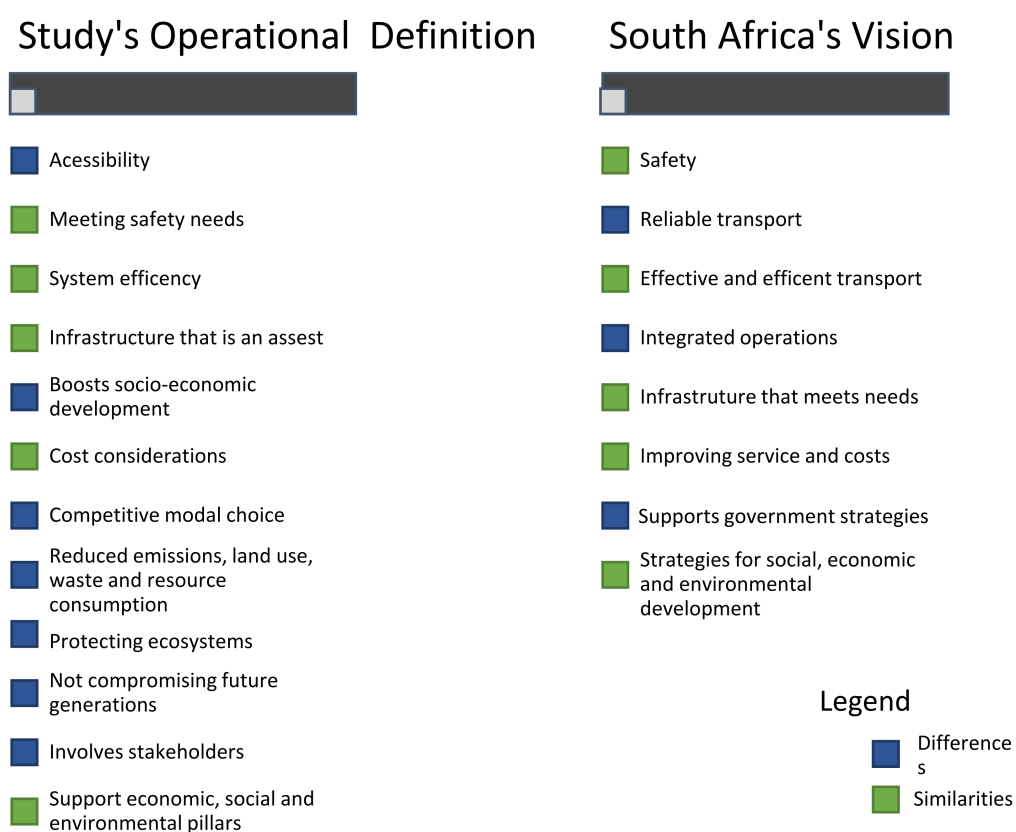 Study's Operational  Definition
Acessibility
Meeting safety needs
System efficency
Infrastructure that is an assest
Boosts socio-economic
development
Cost considerations
Competitive modal choice
Reduced emissions, land use,
waste and resource
consumption
Protecting ecosystems
Not compromising future
generations
Involves stakeholders
Support economic, social and
environmental pillars
South Africa's Vision
Safety
Reliable transport
Effective and efficent transport
Integrated operations
Infrastruture that meets needs
Improving service and costs
Supports government strategies
Strategies for social, economic
and environmental
development
Legend
Difference
s
Similarities